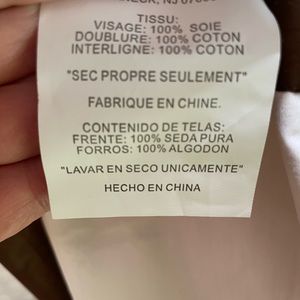 NJ
TISSU:
VISAGE: 100% SOIE
DOUBLURE: 100% COTON
INTERLIGNE: 100% COTON
"SEC PROPRE SEULEMENT"
FABRIQUE EN CHINE.
CONTENIDO DE TELAS:
FRENTE: 100% SEDA PURA
FORROS: 100% ALGODON
"LAVAR EN SECO UNICAMENTE"
HECHO EN CHINA